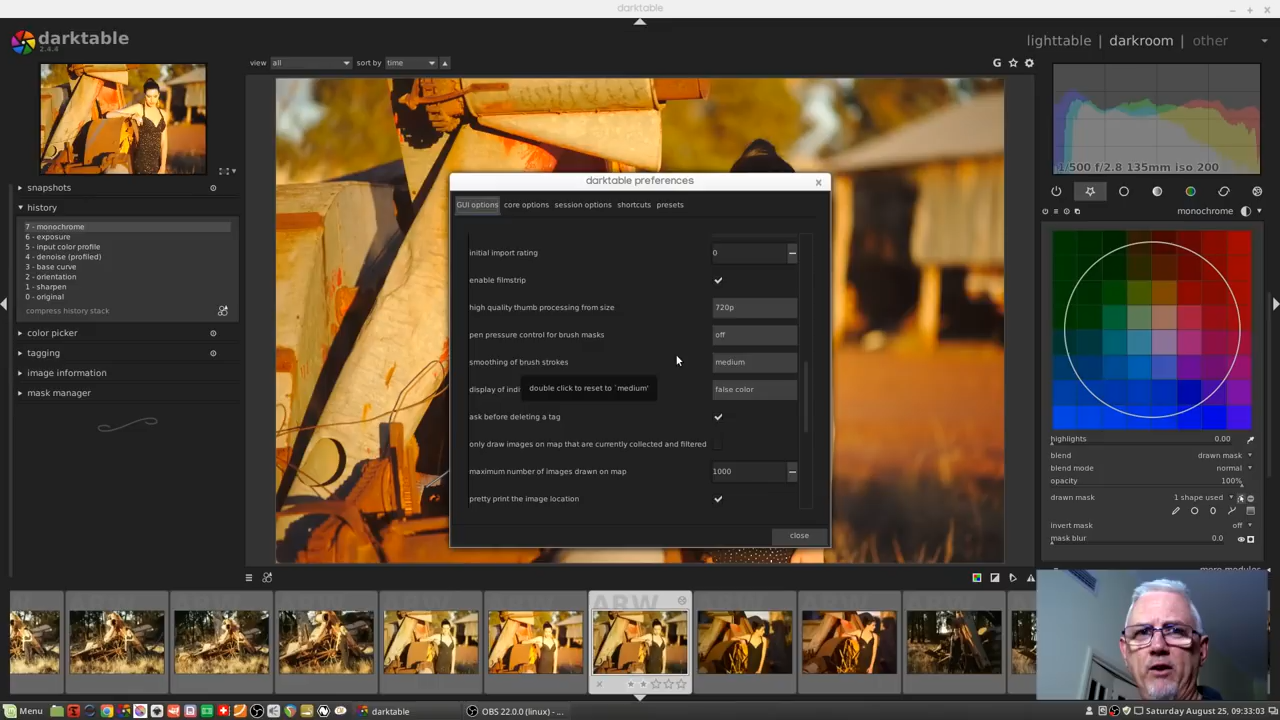 darktable
darktable
2.4.4
lighttable | darkroom | other
view all sort by time
G
snapshots
history
7 - monochrome
6 - exposure
5 - input color profile
4 - denoise (profiled)
3 - base curve
2 - orientation
1 - sharpen
0 - original
compress history stack
color picker
tagging
image information
mask manager
darktable preferences
GUI options core options session options shortcuts presets
initial import rating 0
enable filmstrip
high quality thumb processing from size 720p
pen pressure control for brush masks off
smoothing of brush strokes medium
display of indi false color
double click to reset to `medium'
ask before deleting a tag
only draw images on map that are currently collected and filtered
maximum number of images drawn on map 1000
pretty print the image location
close
1/500 f/2.8 135mm iso 200
monochrome
highlights 0.00
blend drawn mask
blend mode normal
opacity 100%
drawn mask 1 shape used
invert mask off
mask blur 0.0
more modules
ARW
Menu
darktable
OBS 22.0.0 (linux) - ...
Saturday August 25, 09:33:03